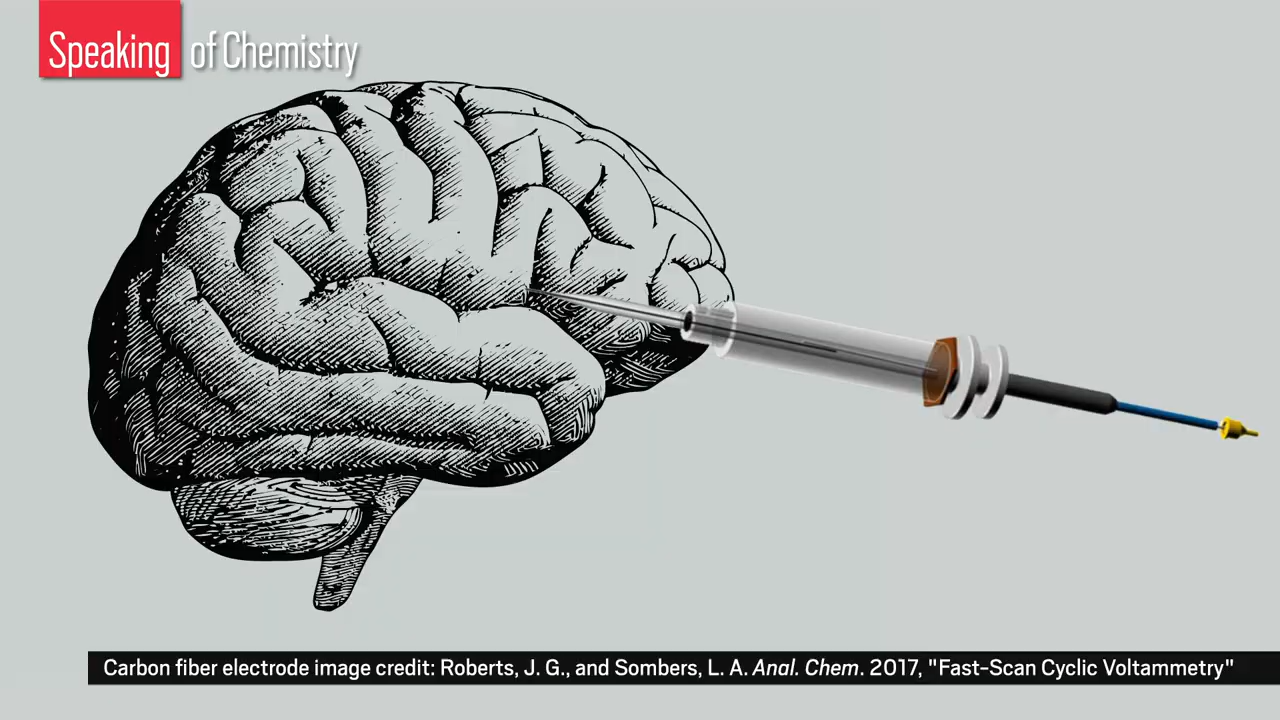 Speaking of Chemistry
Carbon fiber electrode image credit: Roberts, J. G., and Sombers, L. A. Anal. Chem. 2017, "Fast-Scan Cyclic Voltammetry"